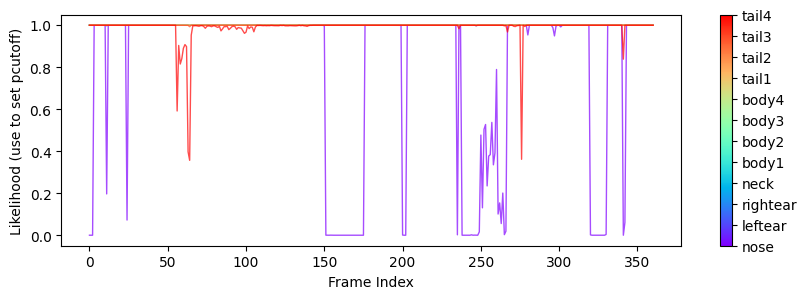 Likelihood (use to set pcutoff)
1.0
0.8
0.6
0.4
0.2
0.0
0 50 100 150 200 250 300 350
Frame Index
tail4
tail3
tail2
tail1
body4
body3
body2
body1
neck
rightear
leftear
nose